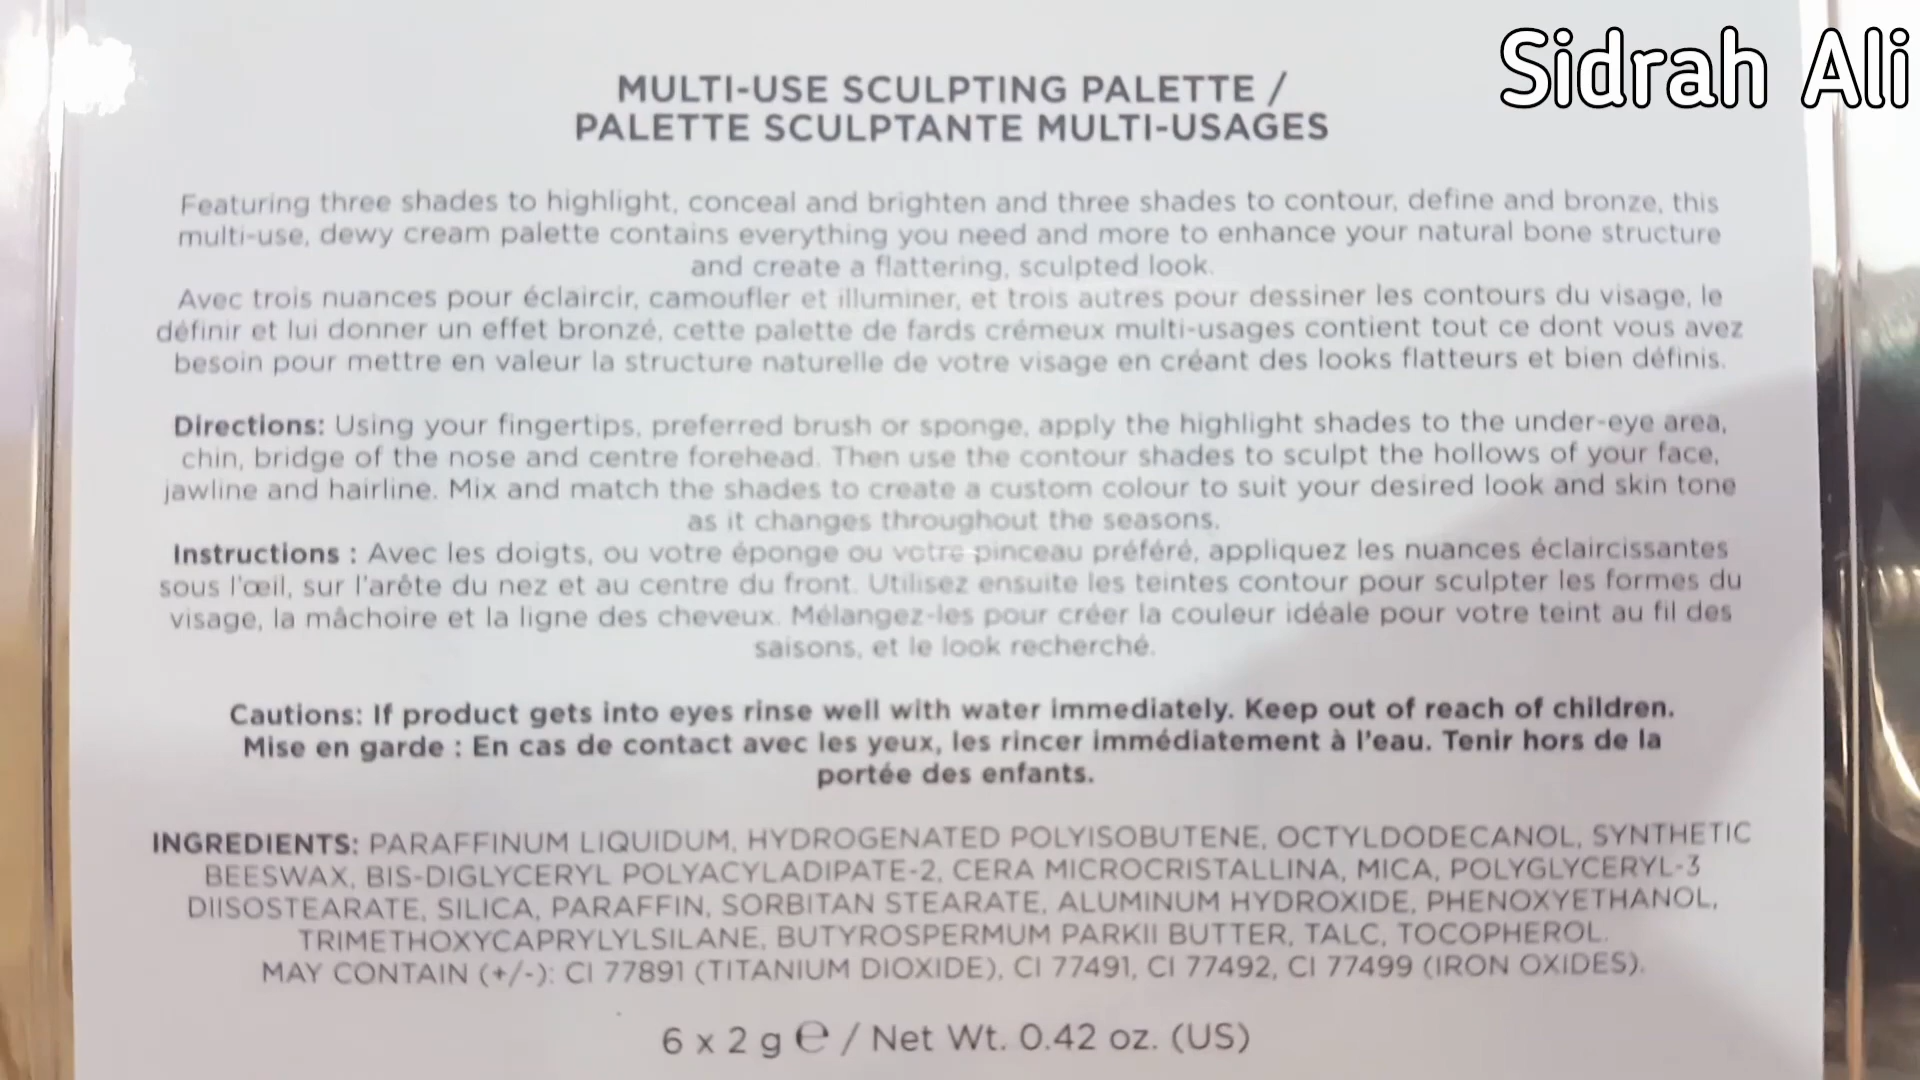 Sidrah Ali
MULTI-USE SCULPTING PALETTE /
PALETTE SCULPTANTE MULTI-USAGES
Featuring three shades to highlight, conceal and brighten and three shades to contour, define and bronze, this
multi-use, dewy cream palette contains everything you need and more to enhance your natural bone structure
and create a flattering, sculpted look.
Avec trois nuances pour éclaircir, camoufler et illuminer, et trois autres pour dessiner les contours du visage, le
définir et lui donner un effet bronzé, cette palette de fards crémeux multi-usages contient tout ce dont vous avez
besoin pour mettre en valeur la structure naturelle de votre visage en créant des looks flatteurs et bien définis.
Directions: Using your fingertips, preferred brush or sponge, apply the highlight shades to the under-eye area,
chin, bridge of the nose and centre forehead. Then use the contour shades to sculpt the hollows of your face,
jawline and hairline. Mix and match the shades to create a custom colour to suit your desired look and skin tone
as it changes throughout the seasons.
Instructions : Avec les doigts, ou votre éponge ou votre pinceau préféré, appliquez les nuances éclaircissantes
sous l'œil, sur l'arête du nez et au centre du front. Utilisez ensuite les teintes contour pour sculpter les formes du
visage, la mâchoire et la ligne des cheveux. Mélangez-les pour créer la couleur idéale pour votre teint au fil des
saisons, et le look recherché.
Cautions: If product gets into eyes rinse well with water immediately. Keep out of reach of children.
Mise en garde : En cas de contact avec les yeux, les rincer immédiatement à l'eau. Tenir hors de la
portée des enfants.
INGREDIENTS: PARAFFINUM LIQUIDUM, HYDROGENATED POLYISOBUTENE, OCTYLDODECANOL, SYNTHETIC
BEESWAX, BIS-DIGLYCERYL POLYACYLADIPATE-2, CERA MICROCRISTALLINA, MICA, POLYGLYCERYL-3
DIISOSTEARATE, SILICA, PARAFFIN, SORBITAN STEARATE, ALUMINUM HYDROXIDE, PHENOXYETHANOL,
TRIMETHOXYCAPRYLYLSILANE, BUTYROSPERMUM PARKII BUTTER, TALC, TOCOPHEROL.
MAY CONTAIN (+/-): CI 77891 (TITANIUM DIOXIDE), CI 77491, CI 77492, CI 77499 (IRON OXIDES).
6 x 2 g ℮ / Net Wt. 0.42 oz. (US)